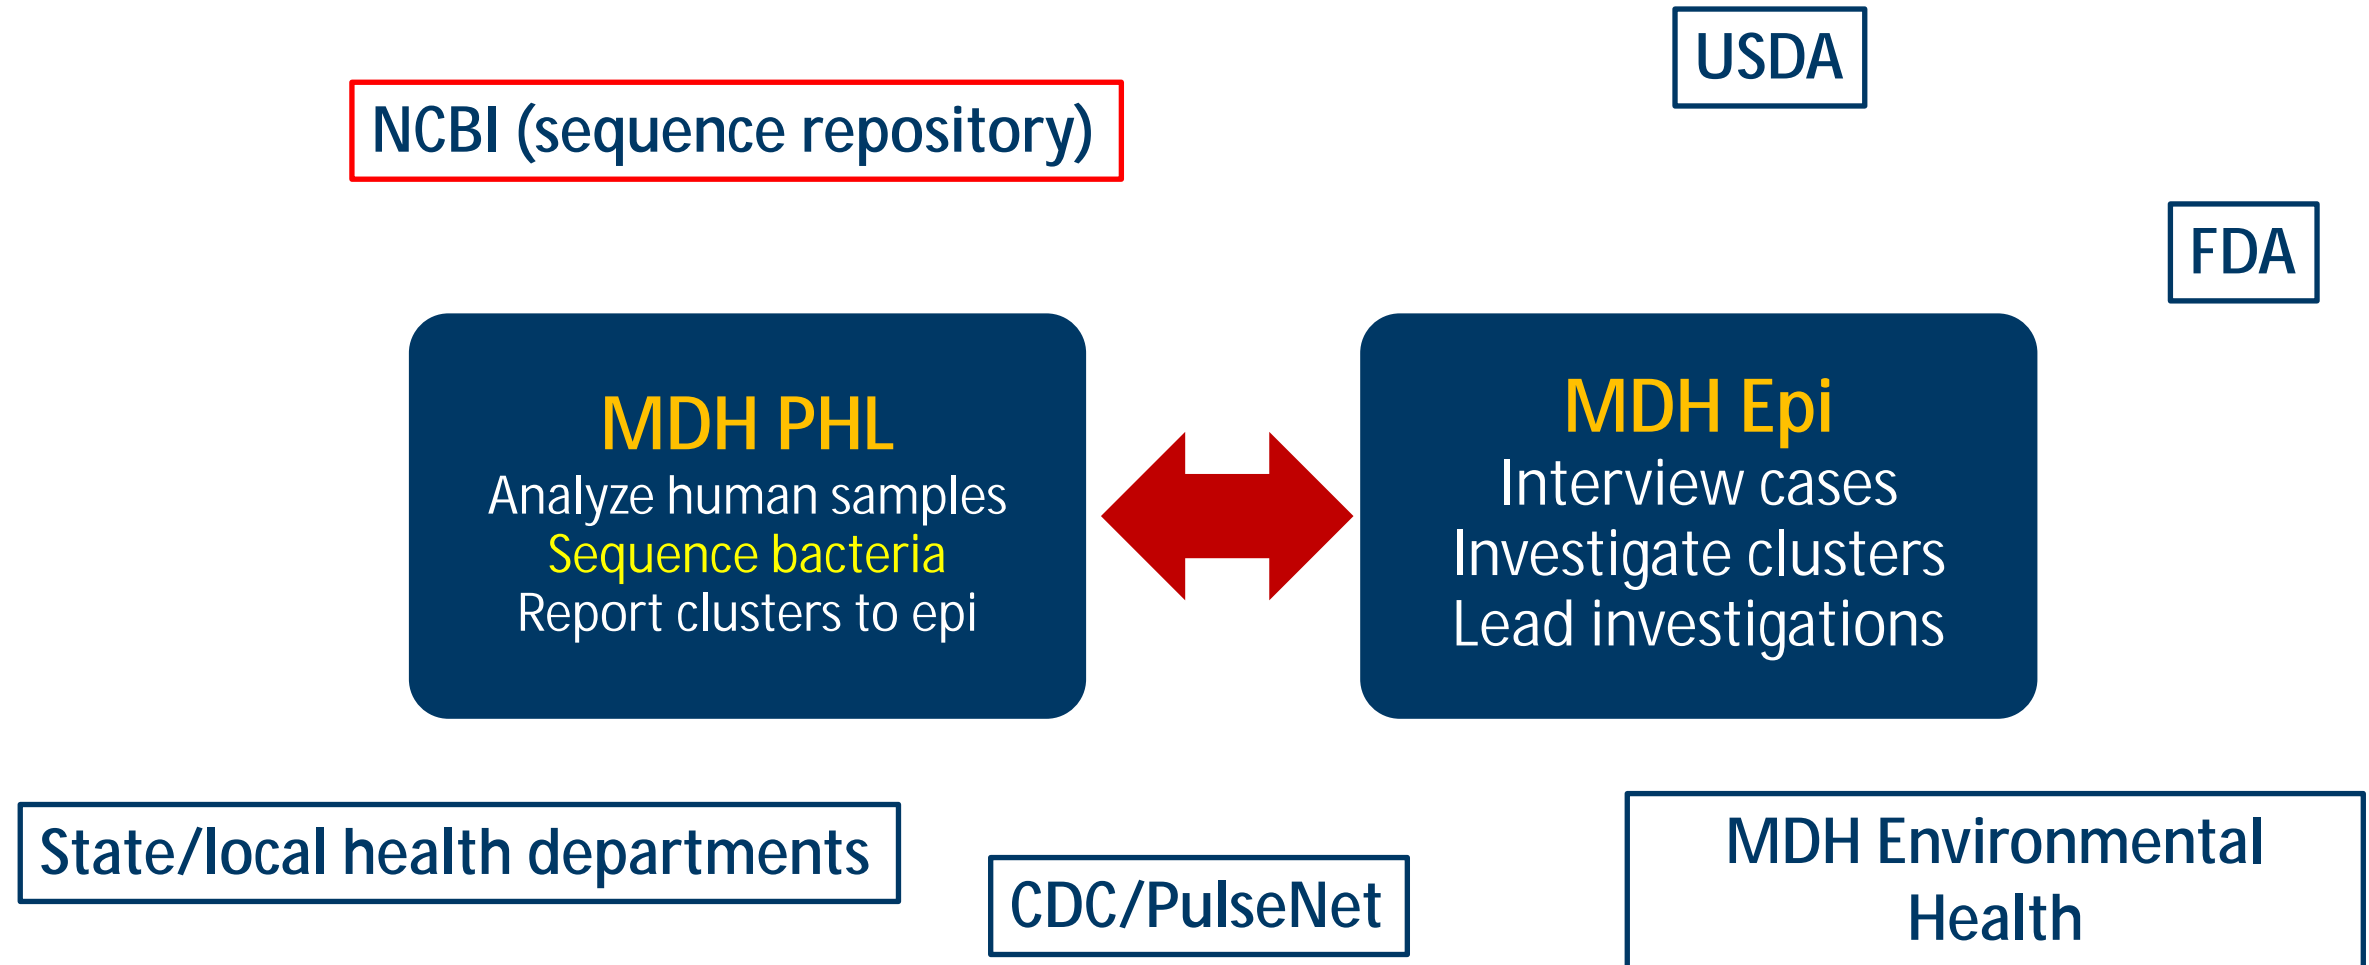 USDA
NCBI (sequence repository)
FDA
MDH PHL
Analyze human samples
Sequence bacteria
Report clusters to epi
MDH Epi
Interview cases
Investigate clusters
Lead investigations
State/local health departments
CDC/PulseNet
MDH Environmental
Health